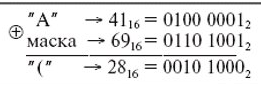 "А" → 41₁₆ = 0100 0001₂
⊕ маска → 69₁₆ = 0110 1001₂
"(" → 28₁₆ = 0010 1000₂